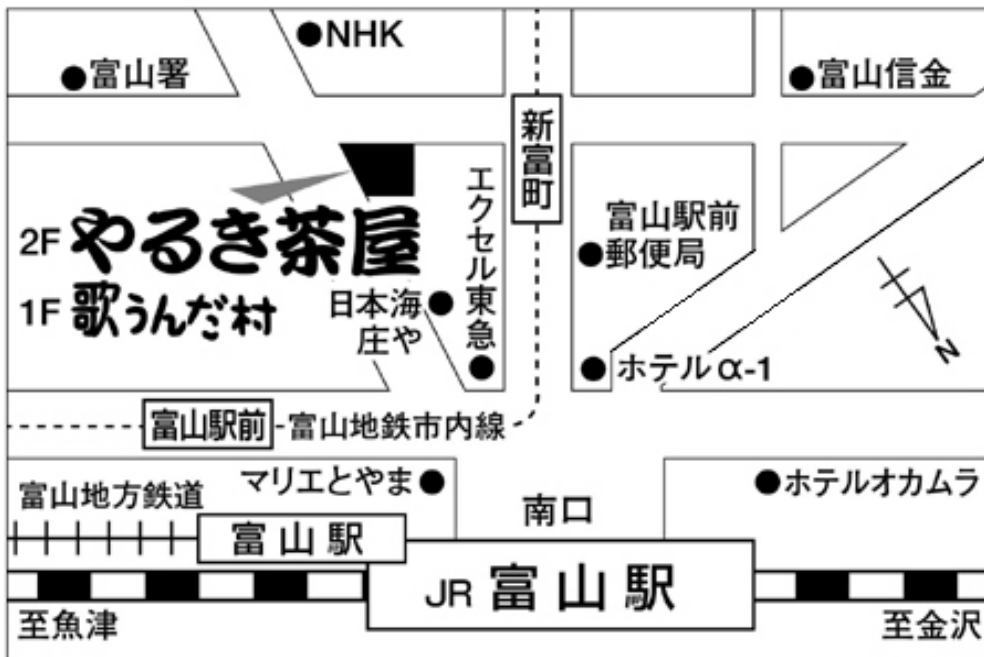 NHK
富山署
富山信金
新富町
エクセル東急
富山駅前
郵便局
2F やるき茶屋
1F 歌うんだ村
日本海
庄や
ホテルα-1
N
富山駅前
富山地鉄市内線
マリエとやま
ホテルオカムラ
富山地方鉄道
南口
富山駅
JR 富山駅
至魚津
至金沢